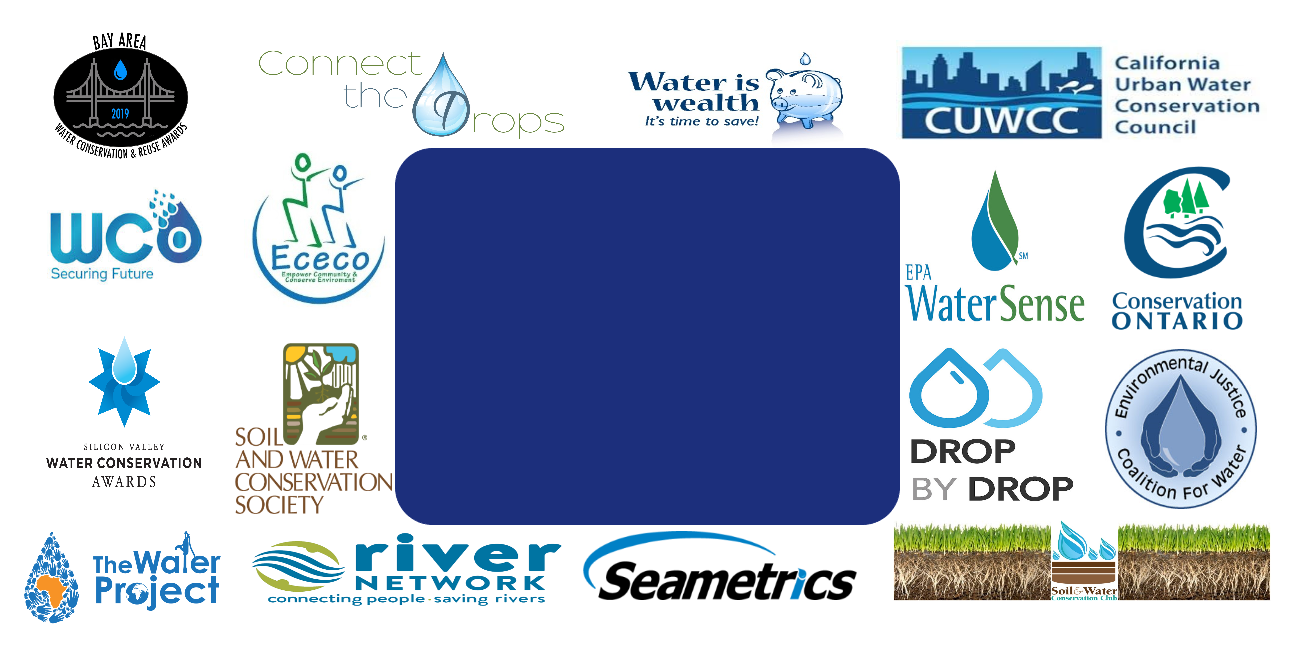 BAY AREA
2019
WATER CONSERVATION & REUSE AWARDS
Connect
the Drops
Water is
wealth
It's time to save!
CUWCC
California
Urban Water
Conservation
Council
WCO
Securing Future
Ececo
Empower Community &
Conserve Enviroment
EPA
WaterSense
SM
Conservation
ONTARIO
SILICON VALLEY
WATER CONSERVATION
AWARDS
SOIL
AND WATER
CONSERVATION
SOCIETY
®
DROP
BY DROP
Environmental Justice
Coalition For Water
The Water
Project
river
NETWORK
connecting people · saving rivers
Seametrics
Soil & Water
Conservation Club